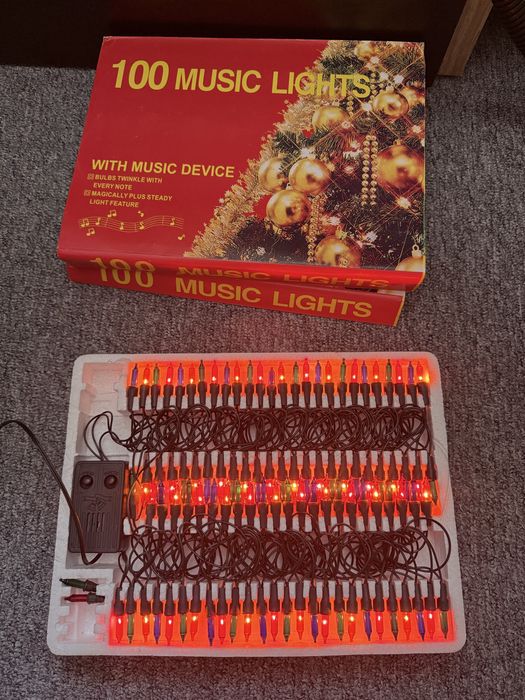 100 MUSIC LIGHTS
WITH MUSIC DEVICE
BULBS TWINKLE WITH
EVERY NOTE
MAGICALLY PLUS STEADY
LIGHT FEATURE
100 MUSIC LIGHTS